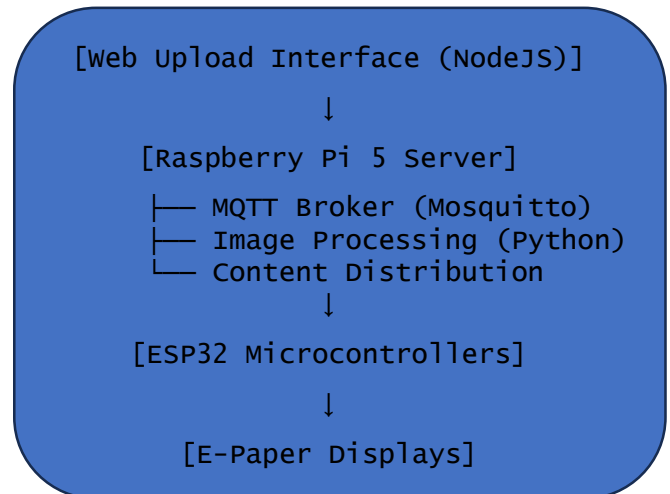 [Web Upload Interface (NodeJS)]
↓
[Raspberry Pi 5 Server]
├── MQTT Broker (Mosquitto)
├── Image Processing (Python)
└── Content Distribution
↓
[ESP32 Microcontrollers]
↓
[E-Paper Displays]